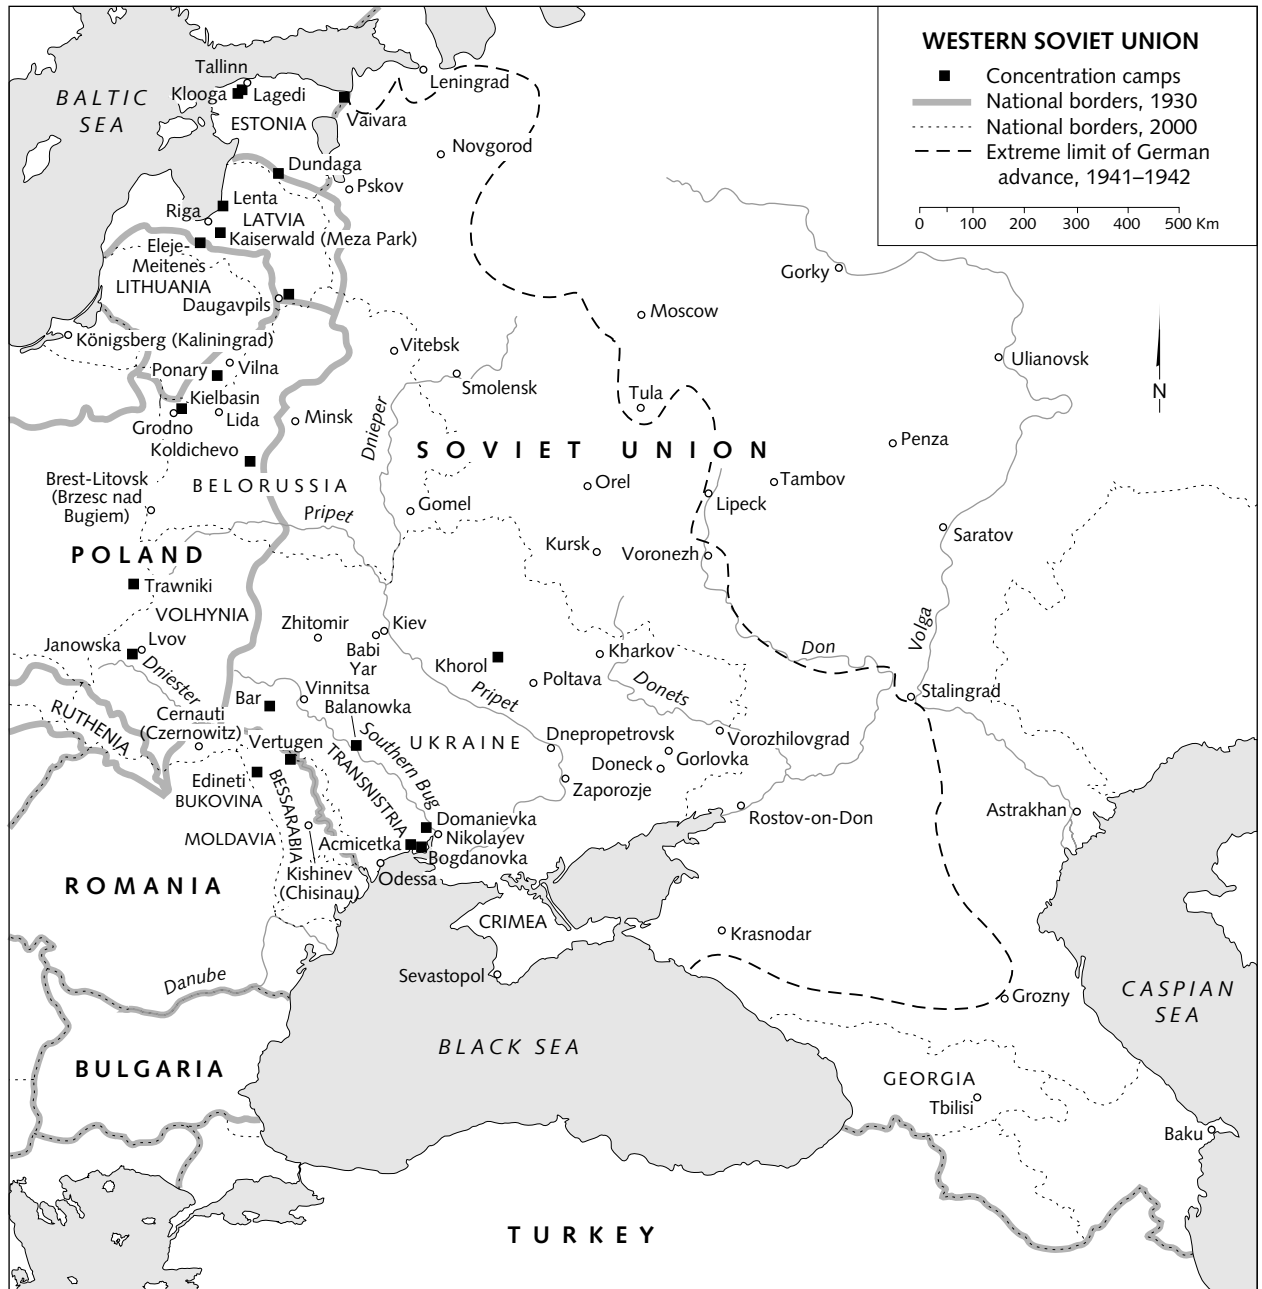 WESTERN SOVIET UNION
Concentration camps
National borders, 1930
National borders, 2000
Extreme limit of German
advance, 1941–1942
0 100 200 300 400 500 Km
N
BALTIC
SEA
Tallinn
Klooga
Lagedi
ESTONIA
Vaivara
Leningrad
Novgorod
Dundaga
Pskov
Lenta
Riga
LATVIA
Kaiserwald (Meza Park)
Eleje-
Meitenes
LITHUANIA
Daugavpils
Gorky
Moscow
Ulianovsk
Königsberg (Kaliningrad)
Vitebsk
Ponary
Vilna
Smolensk
Kielbasin
Grodno
Lida
Minsk
Dnieper
Tula
Koldichevo
SOVIET UNION
Penza
Brest-Litovsk
(Brzesc nad
Bugiem)
BELORUSSIA
Pripet
Gomel
Orel
Lipeck
Tambov
Saratov
POLAND
Kursk
Voronezh
Trawniki
VOLHYNIA
Zhitomir
Kiev
Babi
Yar
Janowska
Lvov
Dniester
Khorol
Kharkov
Don
Volga
Poltava
Donets
Pripet
Stalingrad
RUTHENIA
Cernauti
(Czernowitz)
Bar
Vinnitsa
Balanowka
Southern Bug
UKRAINE
Dnepropetrovsk
Vorozhilovgrad
Vertugen
TRANSNISTRIA
Doneck
Gorlovka
Edineti
BUKOVINA
BESSARABIA
Zaporozje
Astrakhan
MOLDAVIA
Domanievka
Nikolayev
Acmicetka
Bogdanovka
Rostov-on-Don
Kishinev
(Chisinau)
Odessa
ROMANIA
CRIMEA
Krasnodar
Danube
Sevastopol
Grozny
CASPIAN
SEA
BLACK SEA
BULGARIA
GEORGIA
Tbilisi
Baku
TURKEY